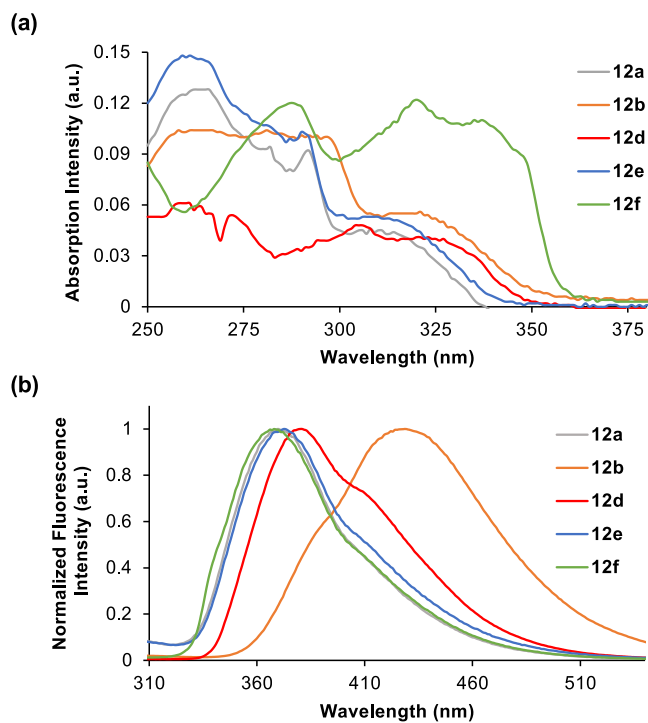 (a)
Absorption Intensity (a.u.)
0.15
0.12
0.09
0.06
0.03
0
250
275
300
325
350
375
Wavelength (nm)
12a
12b
12d
12e
12f
(b)
Normalized Fluorescence
Intensity (a.u.)
1
0.8
0.6
0.4
0.2
0
310
360
410
460
510
Wavelength (nm)
12a
12b
12d
12e
12f